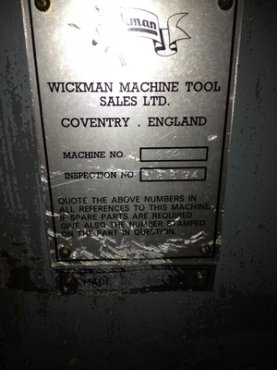 WICKMAN MACHINE TOOL
SALES LTD.
COVENTRY . ENGLAND
MACHINE NO.
INSPECTION NO.
QUOTE THE ABOVE NUMBERS IN
ALL REFERENCES TO THIS MACHINE
IF SPARE PARTS ARE REQUIRED
GIVE ALSO THE NUMBER STAMPED
ON THE PART IN QUESTION.
MADE